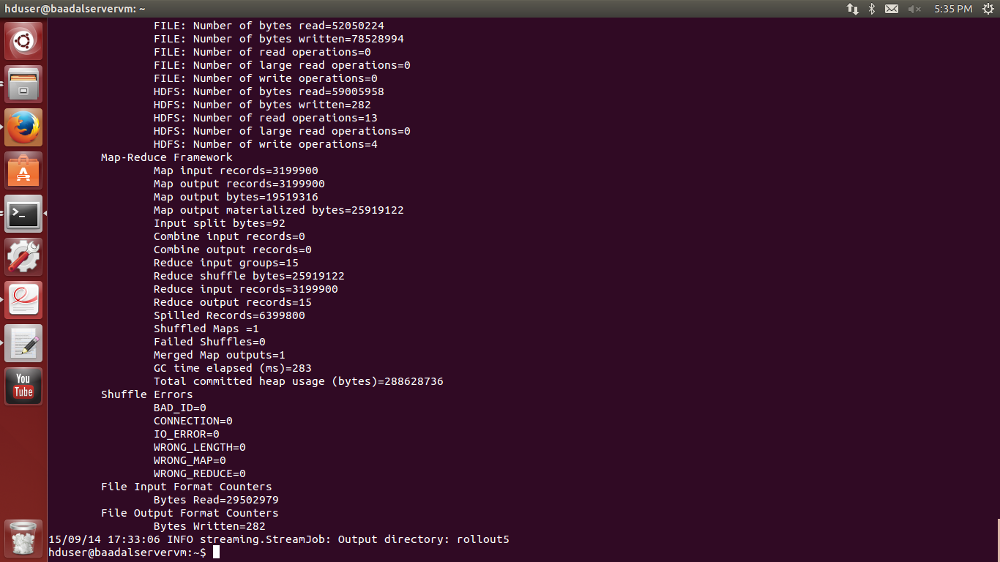 hduser@baadalservervm: ~
5:35 PM
FILE: Number of bytes read=52050224
FILE: Number of bytes written=78528994
FILE: Number of read operations=0
FILE: Number of large read operations=0
FILE: Number of write operations=0
HDFS: Number of bytes read=59005958
HDFS: Number of bytes written=282
HDFS: Number of read operations=13
HDFS: Number of large read operations=0
HDFS: Number of write operations=4
Map-Reduce Framework
Map input records=3199900
Map output records=3199900
Map output bytes=19519316
Map output materialized bytes=25919122
Input split bytes=92
Combine input records=0
Combine output records=0
Reduce input groups=15
Reduce shuffle bytes=25919122
Reduce input records=3199900
Reduce output records=15
Spilled Records=6399800
Shuffled Maps =1
Failed Shuffles=0
Merged Map outputs=1
GC time elapsed (ms)=283
Total committed heap usage (bytes)=288628736
Shuffle Errors
BAD_ID=0
CONNECTION=0
IO_ERROR=0
WRONG_LENGTH=0
WRONG_MAP=0
WRONG_REDUCE=0
File Input Format Counters
Bytes Read=29502979
File Output Format Counters
Bytes Written=282
15/09/14 17:33:06 INFO streaming.StreamJob: Output directory: rollout5
hduser@baadalservervm:~$
You
Tube